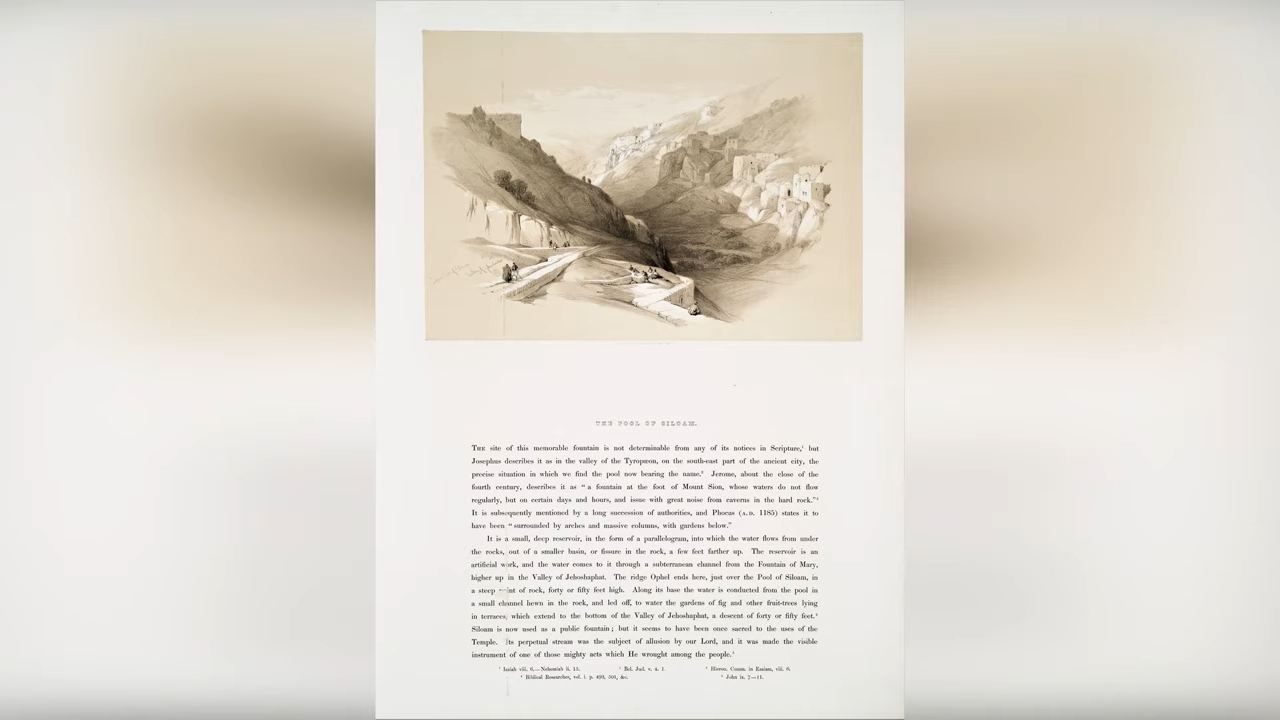 THE POOL OF SILOAM.
THE site of this memorable fountain is not determinable from any of its notices in Scripture,¹ but
Josephus describes it as in the valley of the Tyropæon, on the south-east part of the ancient city, the
precise situation in which we find the pool now bearing the name.² Jerome, about the close of the
fourth century, describes it as “a fountain at the foot of Mount Sion, whose waters do not flow
regularly, but on certain days and hours, and issue with great noise from caverns in the hard rock.”³
It is subsequently mentioned by a long succession of authorities, and Phocas (A.D. 1185) states it to
have been “surrounded by arches and massive columns, with gardens below.”
It is a small, deep reservoir, in the form of a parallelogram, into which the water flows from under
the rocks, out of a smaller basin, or fissure in the rock, a few feet farther up. The reservoir is an
artificial work, and the water comes to it through a subterranean channel from the Fountain of Mary,
higher up in the Valley of Jehoshaphat. The ridge Ophel ends here, just over the Pool of Siloam, in
a steep point of rock, forty or fifty feet high. Along its base the water is conducted from the pool in
a small channel hewn in the rock, and led off, to water the gardens of fig and other fruit-trees lying
in terraces, which extend to the bottom of the Valley of Jehoshaphat, a descent of forty or fifty feet.⁴
Siloam is now used as a public fountain; but it seems to have been once sacred to the uses of the
Temple. Its perpetual stream was the subject of allusion by our Lord, and it was made the visible
instrument of one of those mighty acts which He wrought among the people.⁵
¹ Isaiah viii. 6.—Nehemiah iii. 15. ² Bel. Jud. v. 4. 1. ³ Hieron. Comm. in Esaiam, viii. 6.
⁴ Biblical Researches, vol. i. p. 493, 501, &c. ⁵ John ix. 7—11.